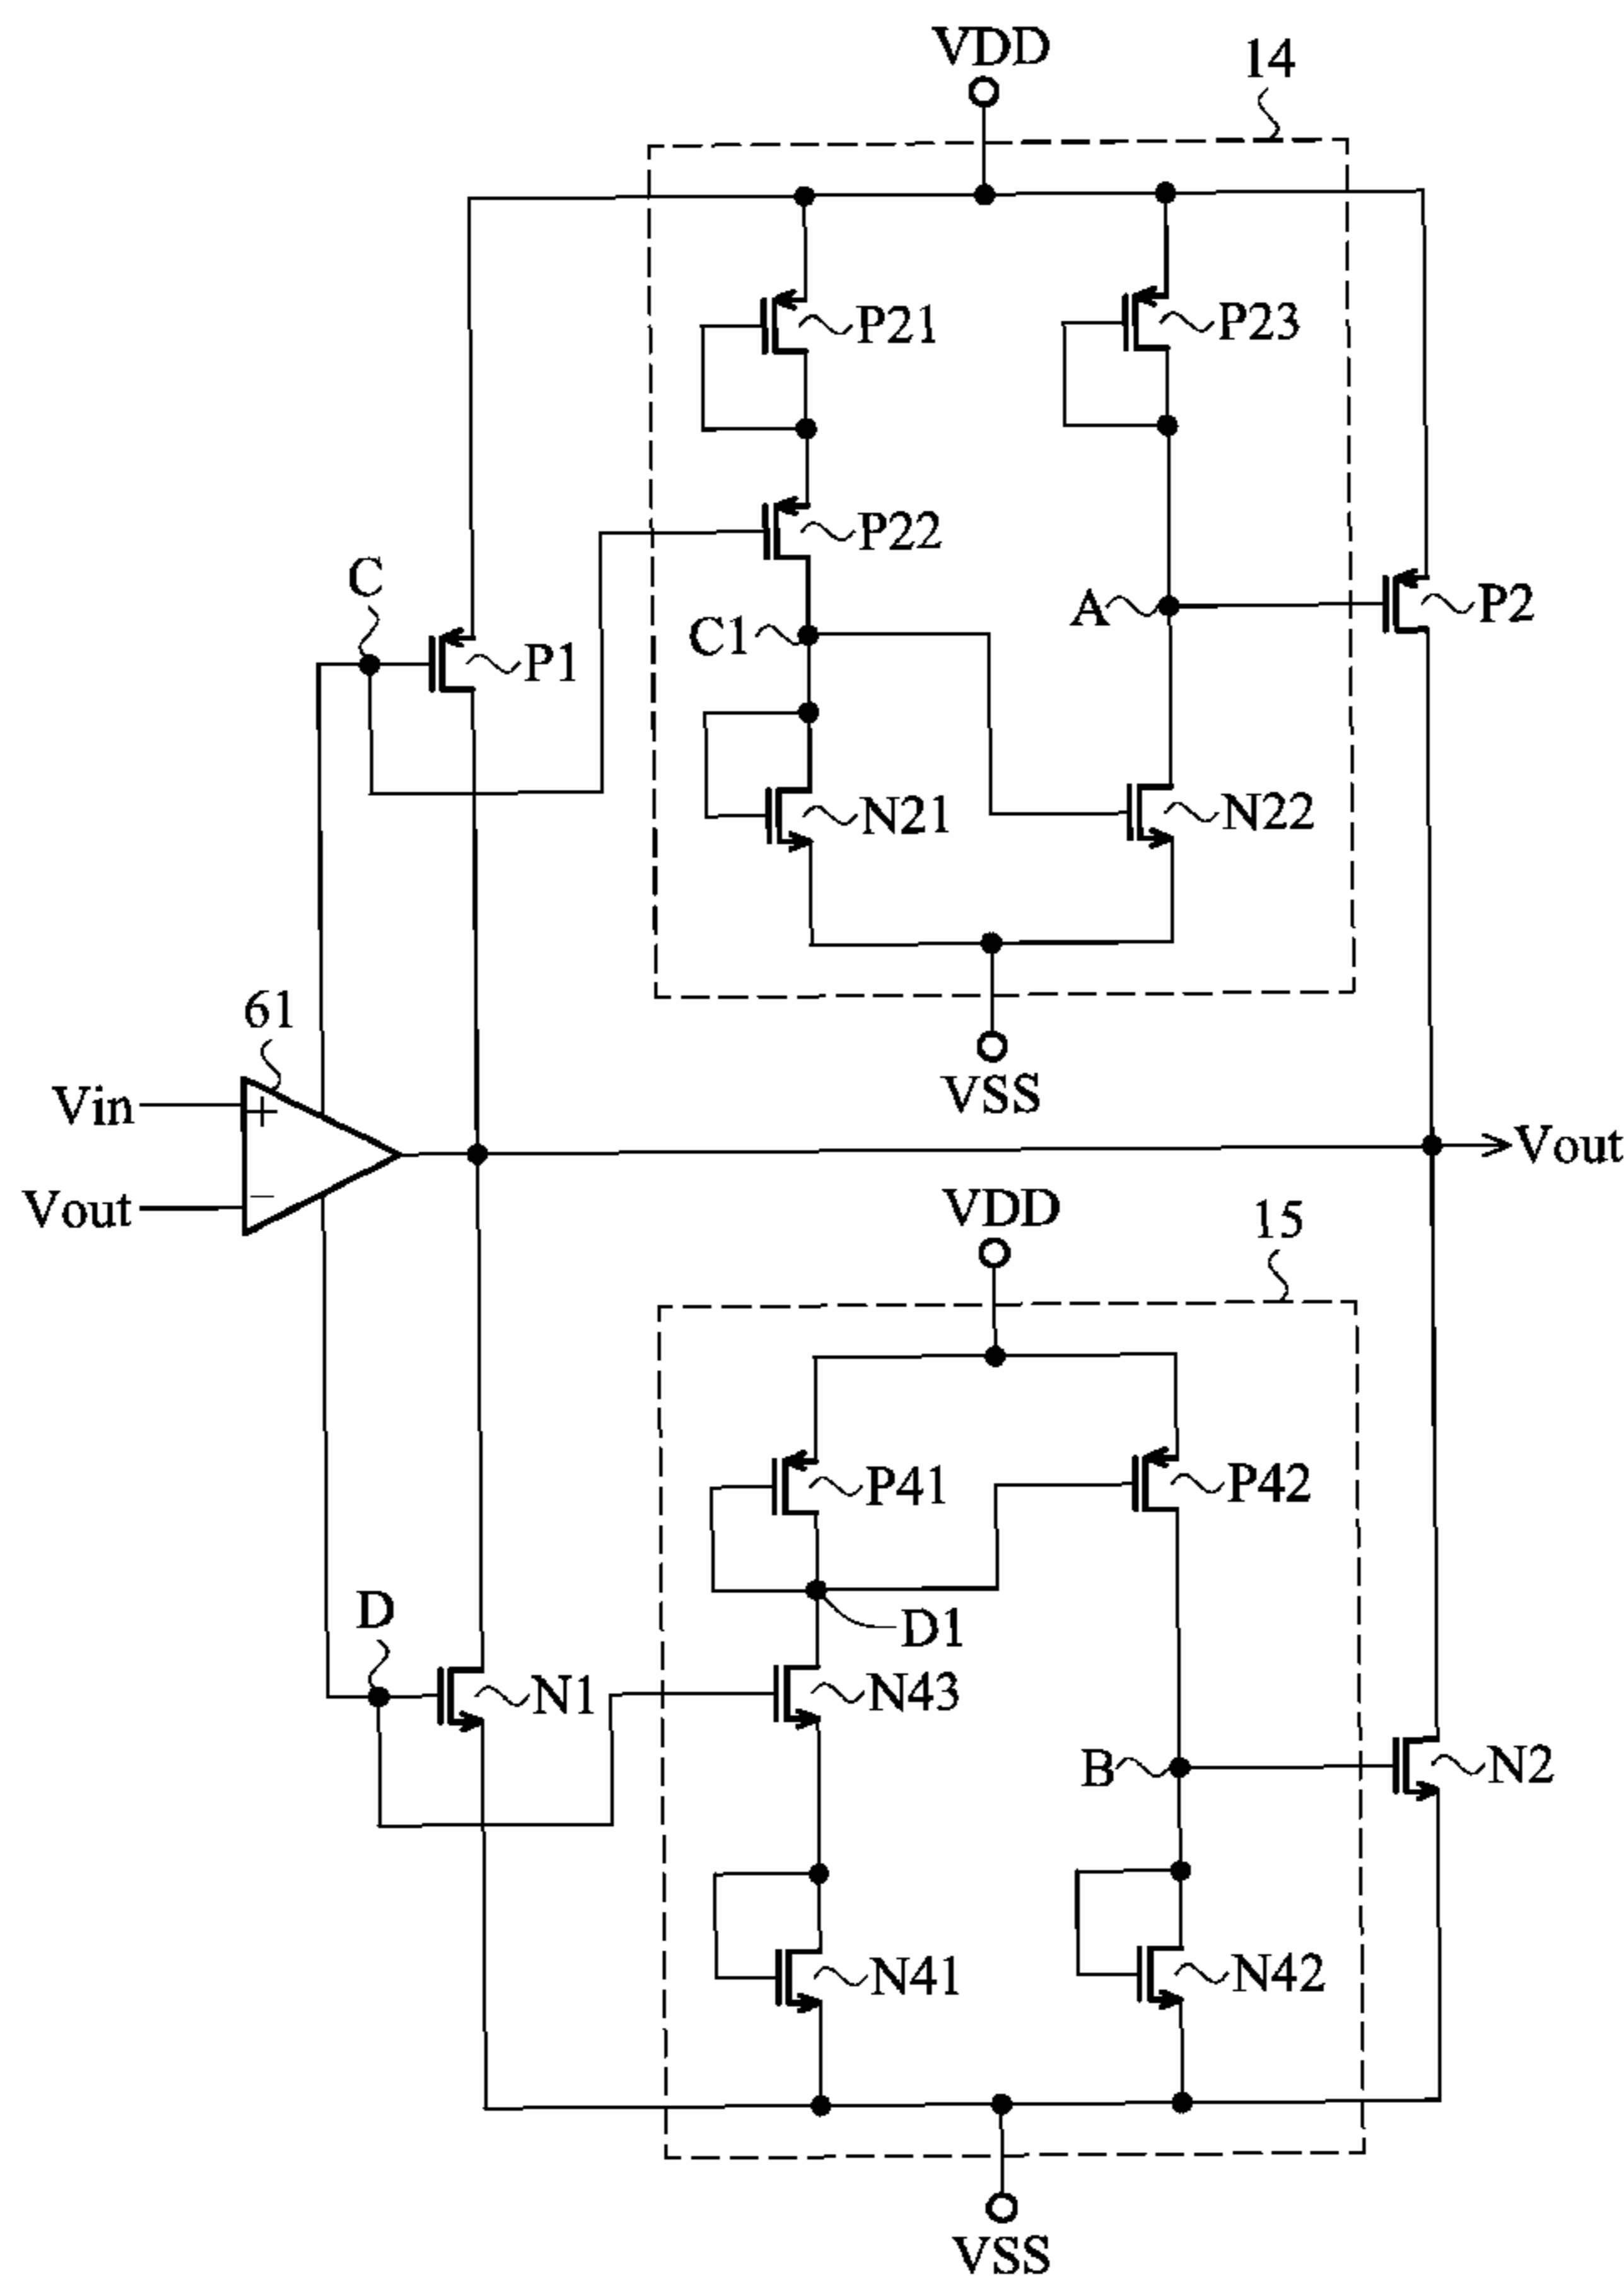 VDD
14
P21
P23
P22
C
A
P2
C1
P1
N21
N22
61
VSS
Vin
+
Vout
−
Vout
VDD
15
P41
P42
D
D1
N1
N43
B
N2
N41
N42
VSS